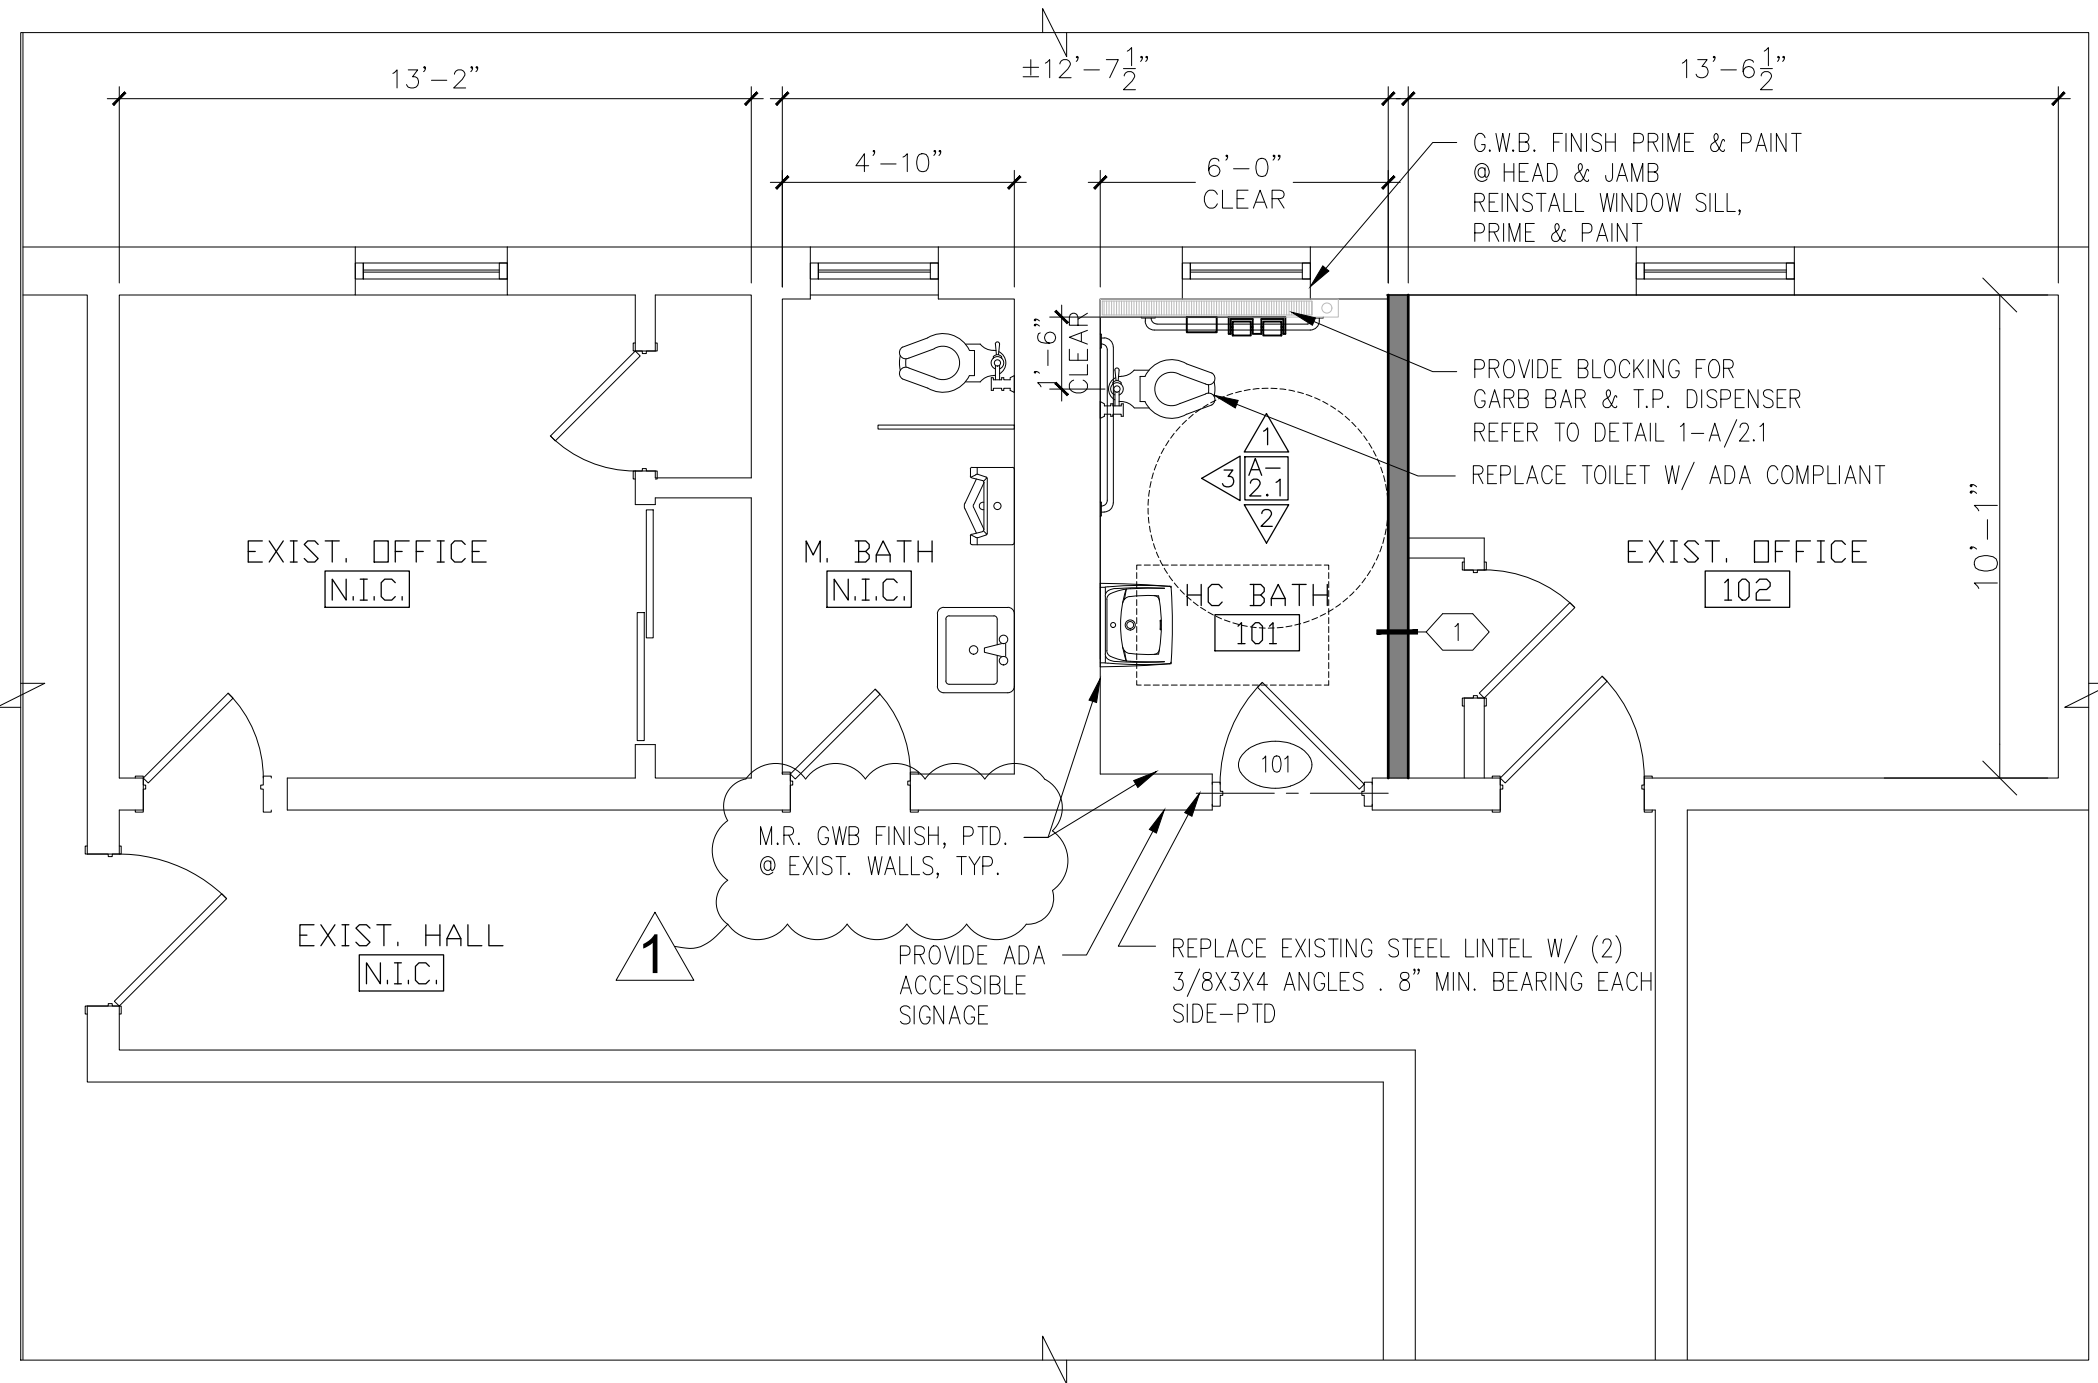 13'-2"
±12'-7 1/2"
13'-6 1/2"
4'-10"
6'-0"
CLEAR
G.W.B. FINISH PRIME & PAINT
@ HEAD & JAMB
REINSTALL WINDOW SILL,
PRIME & PAINT
1'-6"
CLEAR
PROVIDE BLOCKING FOR
GARB BAR & T.P. DISPENSER
REFER TO DETAIL 1-A/2.1
REPLACE TOILET W/ ADA COMPLIANT
1
3
A-
2.1
2
10'-1"
EXIST. OFFICE
N.I.C.
M. BATH
N.I.C.
HC BATH
101
EXIST. OFFICE
102
1
101
M.R. GWB FINISH, PTD.
@ EXIST. WALLS, TYP.
EXIST. HALL
N.I.C.
1
PROVIDE ADA
ACCESSIBLE
SIGNAGE
REPLACE EXISTING STEEL LINTEL W/ (2)
3/8X3X4 ANGLES . 8" MIN. BEARING EACH
SIDE-PTD